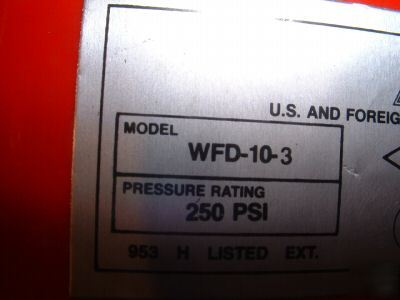 U.S. AND FOREIG
MODEL
WFD-10-3
PRESSURE RATING
250 PSI
953 H LISTED EXT.